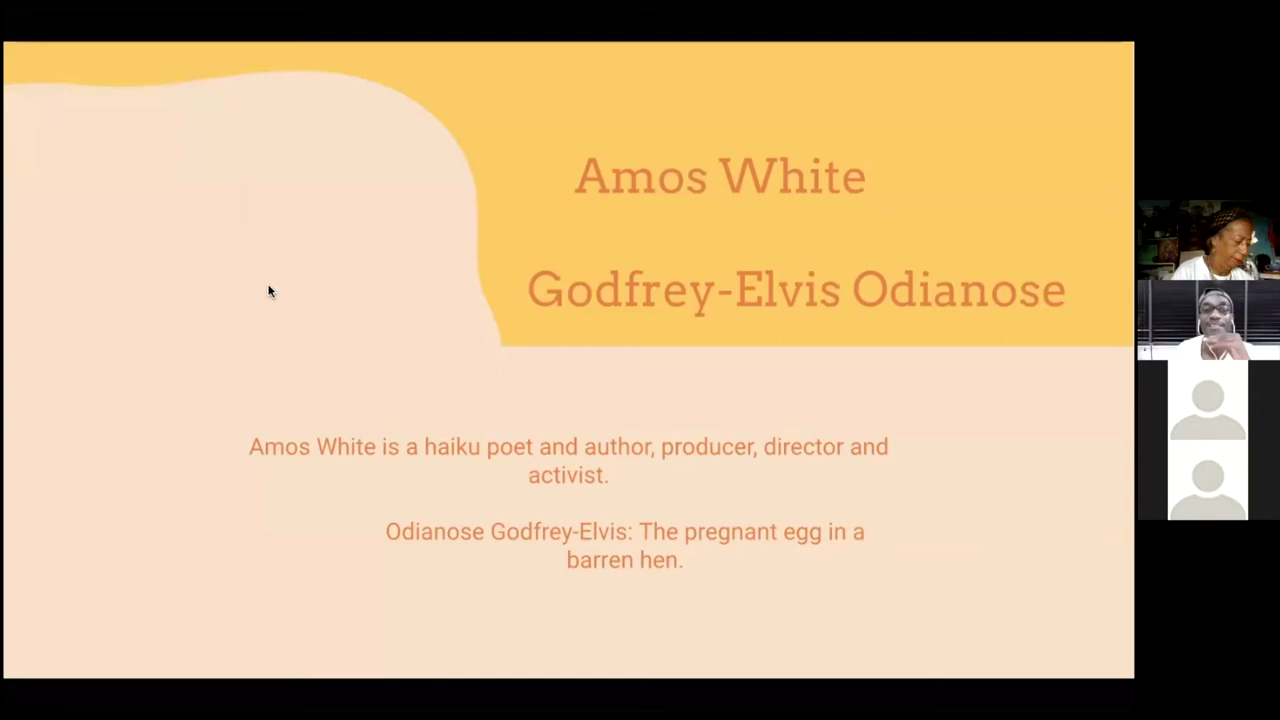 Amos White
Godfrey-Elvis Odianose
Amos White is a haiku poet and author, producer, director and
activist.
Odianose Godfrey-Elvis: The pregnant egg in a
barren hen.